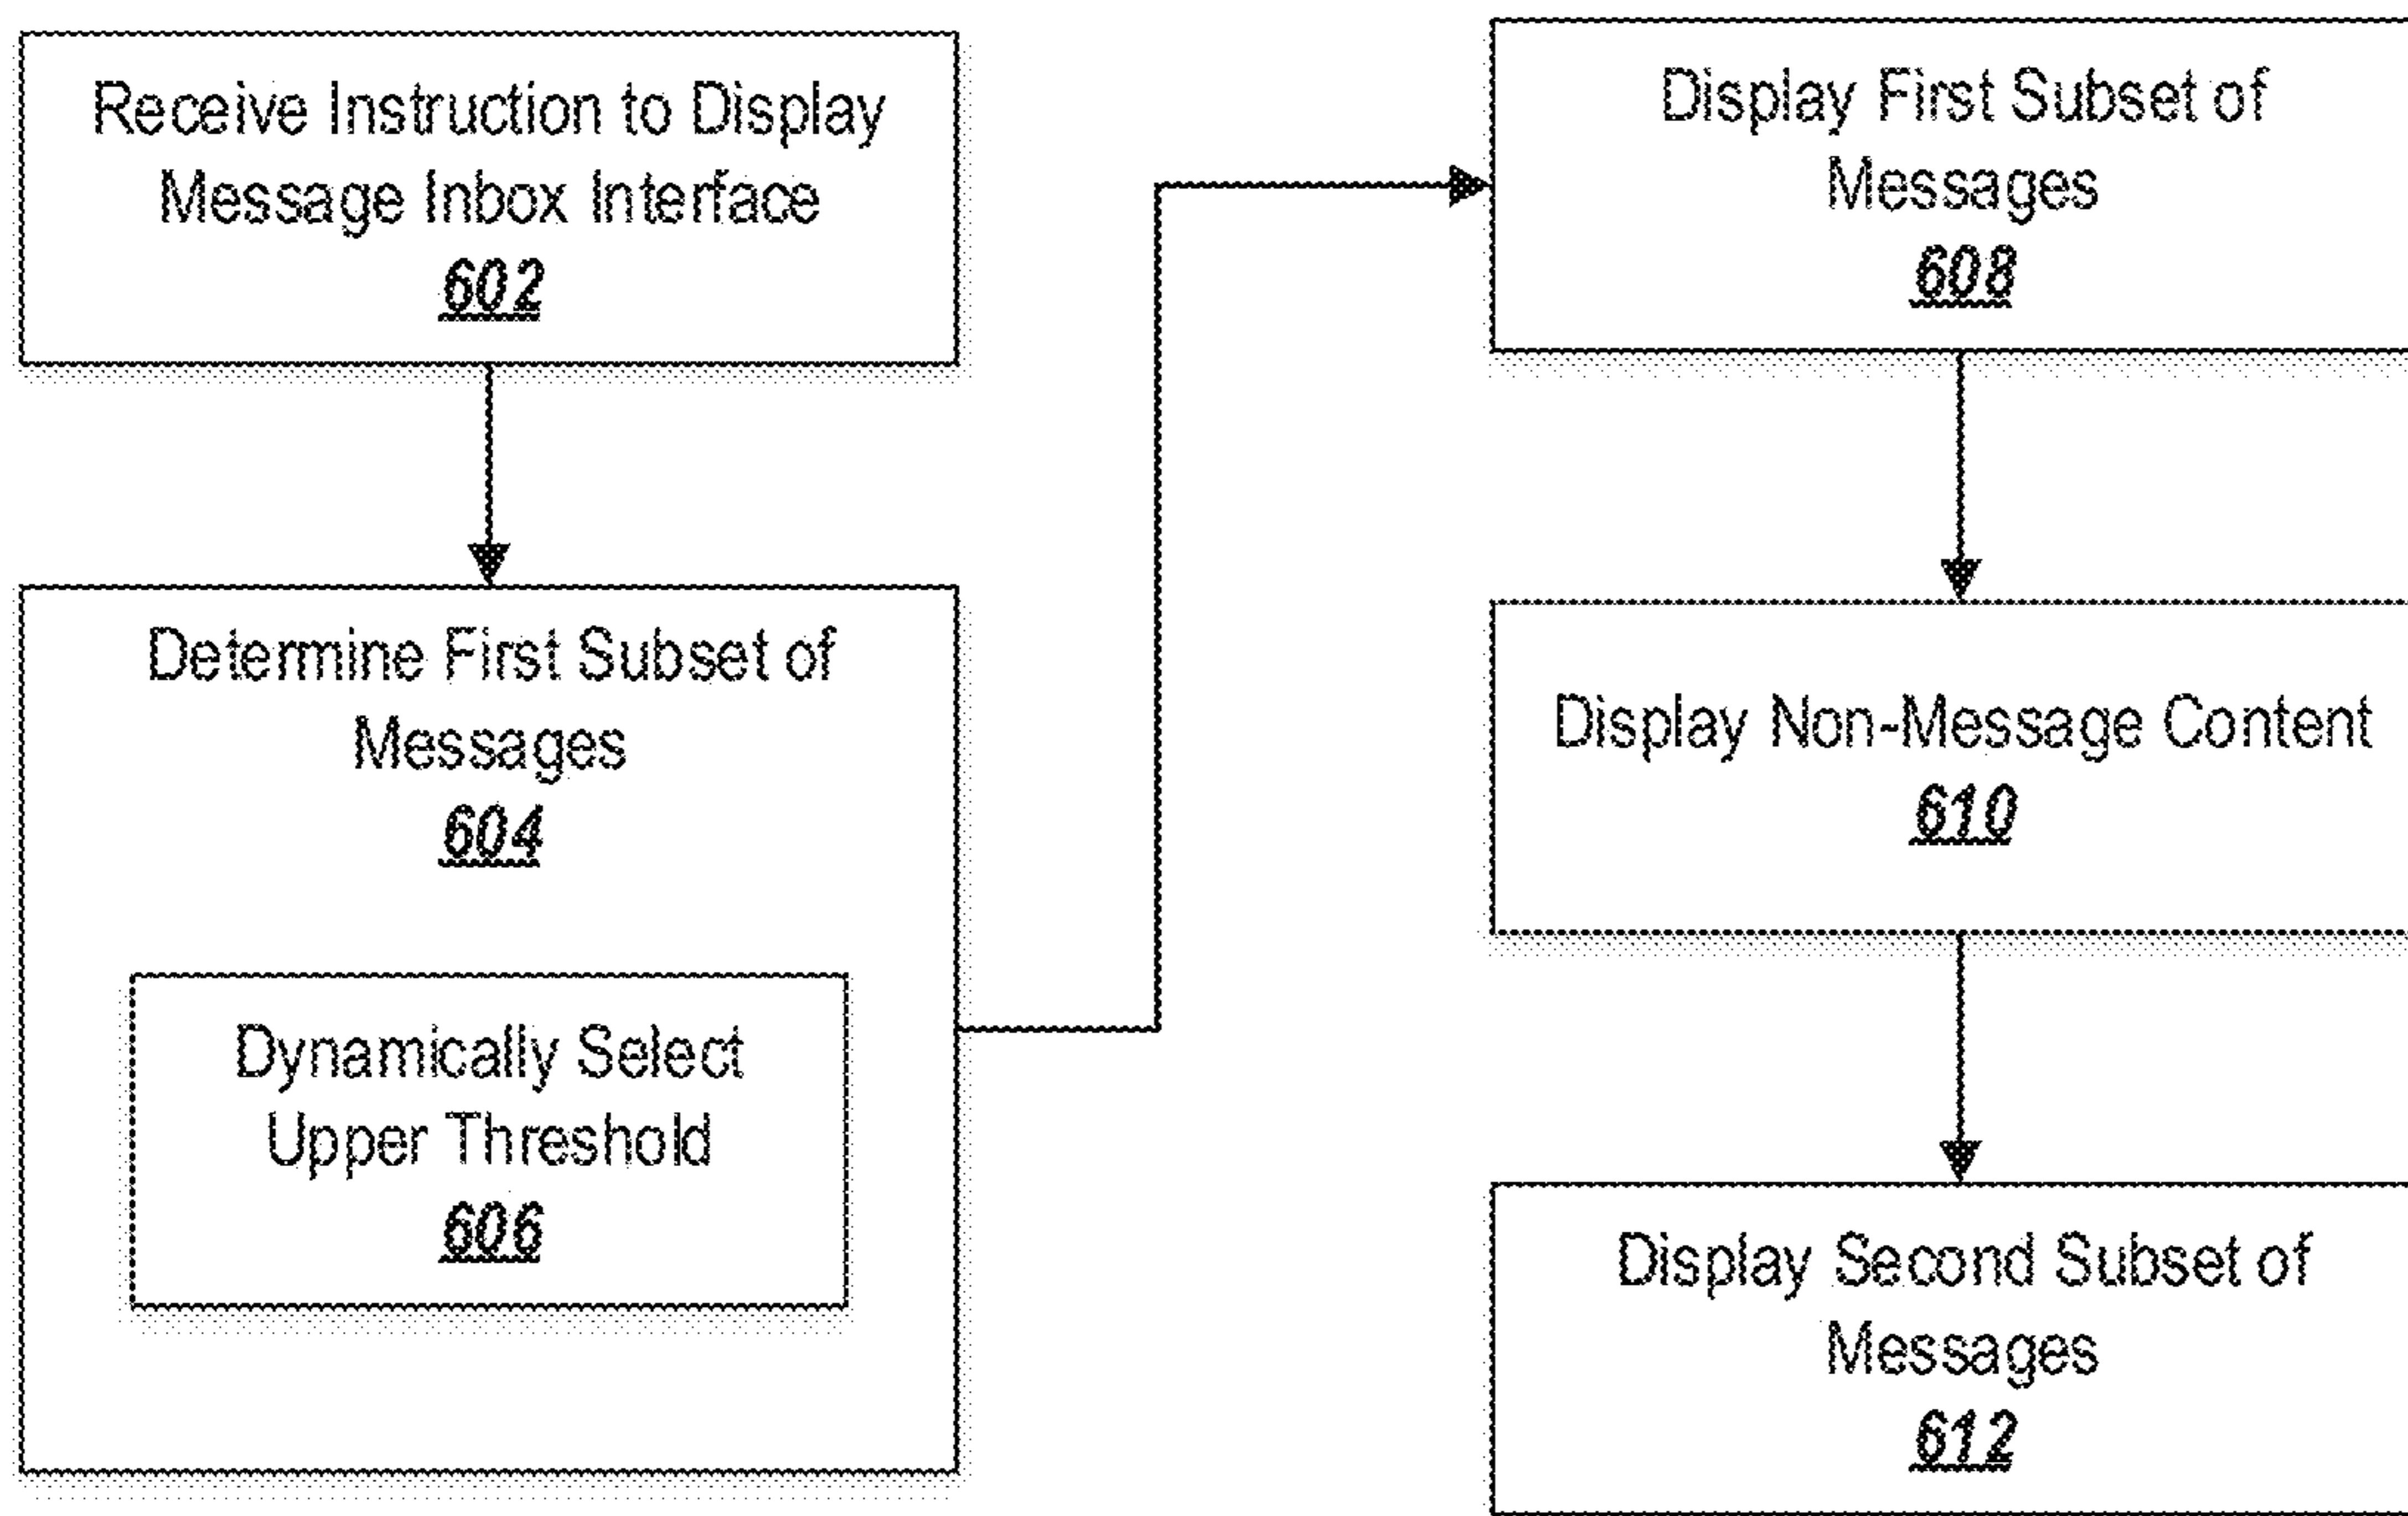 Receive Instruction to Display
Message Inbox Interface
602
Determine First Subset of
Messages
604
Dynamically Select
Upper Threshold
606
Display First Subset of
Messages
608
Display Non-Message Content
610
Display Second Subset of
Messages
612